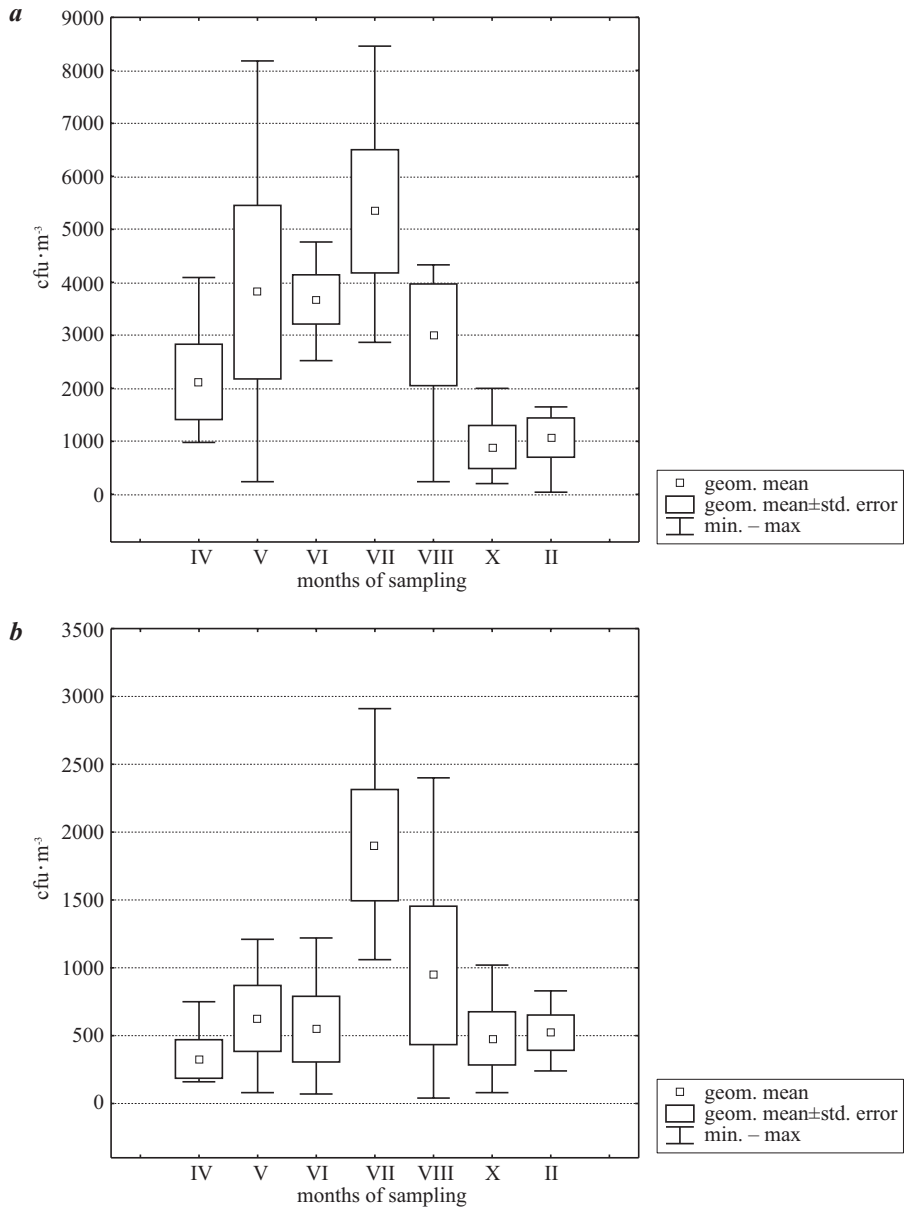 a
9000
8000
7000
6000
5000
4000
3000
2000
1000
0
cfu·m⁻³
IV V VI VII VIII X II
months of sampling
geom. mean
geom. mean±std. error
min. – max
b
3500
3000
2500
2000
1500
1000
500
0
cfu·m⁻³
IV V VI VII VIII X II
months of sampling
geom. mean
geom. mean±std. error
min. – max